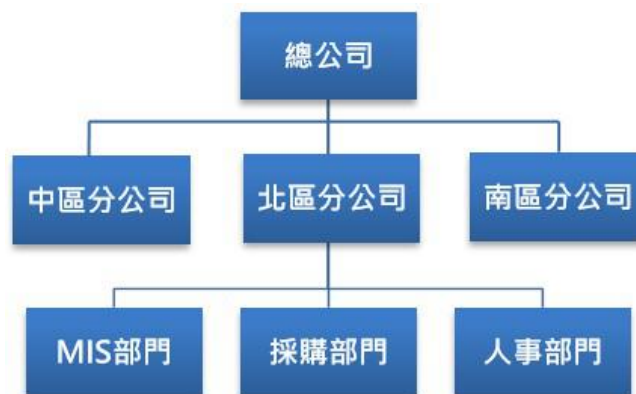 總公司
中區分公司
北區分公司
南區分公司
MIS部門
採購部門
人事部門